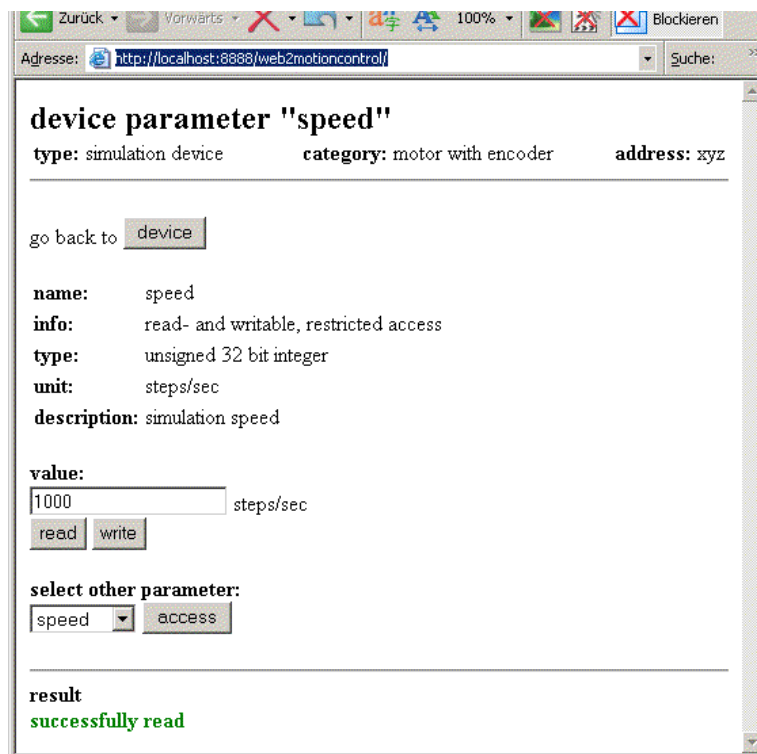 Zurück Vorwärts 100% Blockieren
Adresse: http://localhost:8888/web2motioncontrol/ Suche: »
device parameter "speed"
type: simulation device category: motor with encoder address: xyz
go back to device
name: speed
info: read- and writable, restricted access
type: unsigned 32 bit integer
unit: steps/sec
description: simulation speed
value:
1000 steps/sec
read write
select other parameter:
speed access
result
successfully read